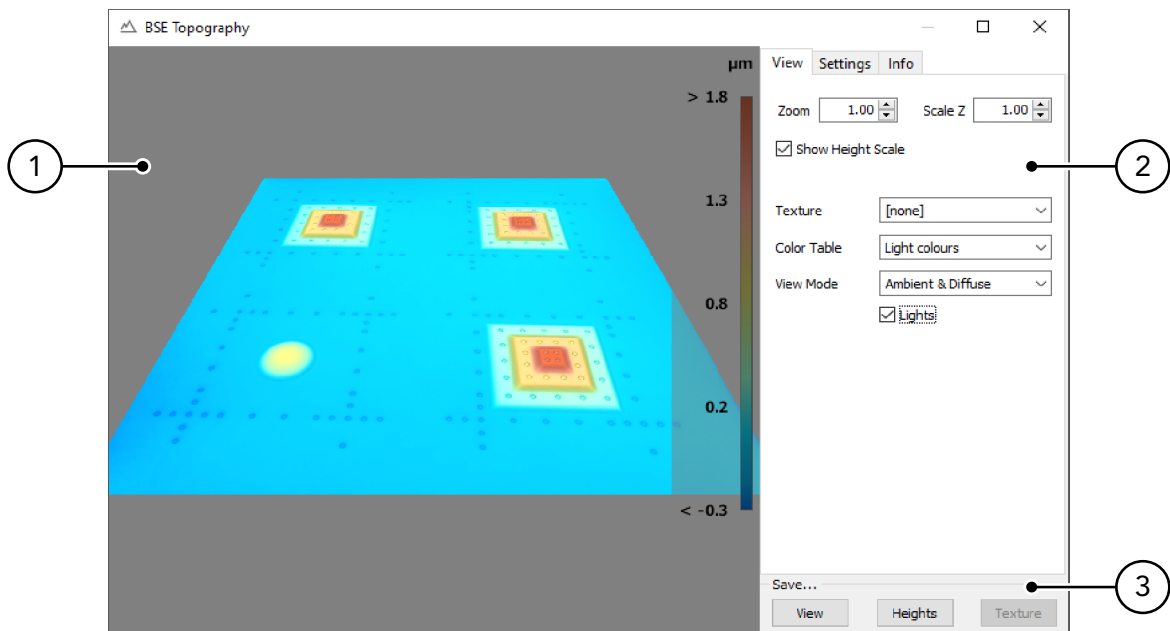 BSE Topography
µm
> 1.8
1.3
0.8
0.2
< -0.3
View Settings Info
Zoom 1.00 Scale Z 1.00
Show Height Scale
Texture [none]
Color Table Light colours
View Mode Ambient & Diffuse
Lights
Save...
View Heights Texture
1
2
3